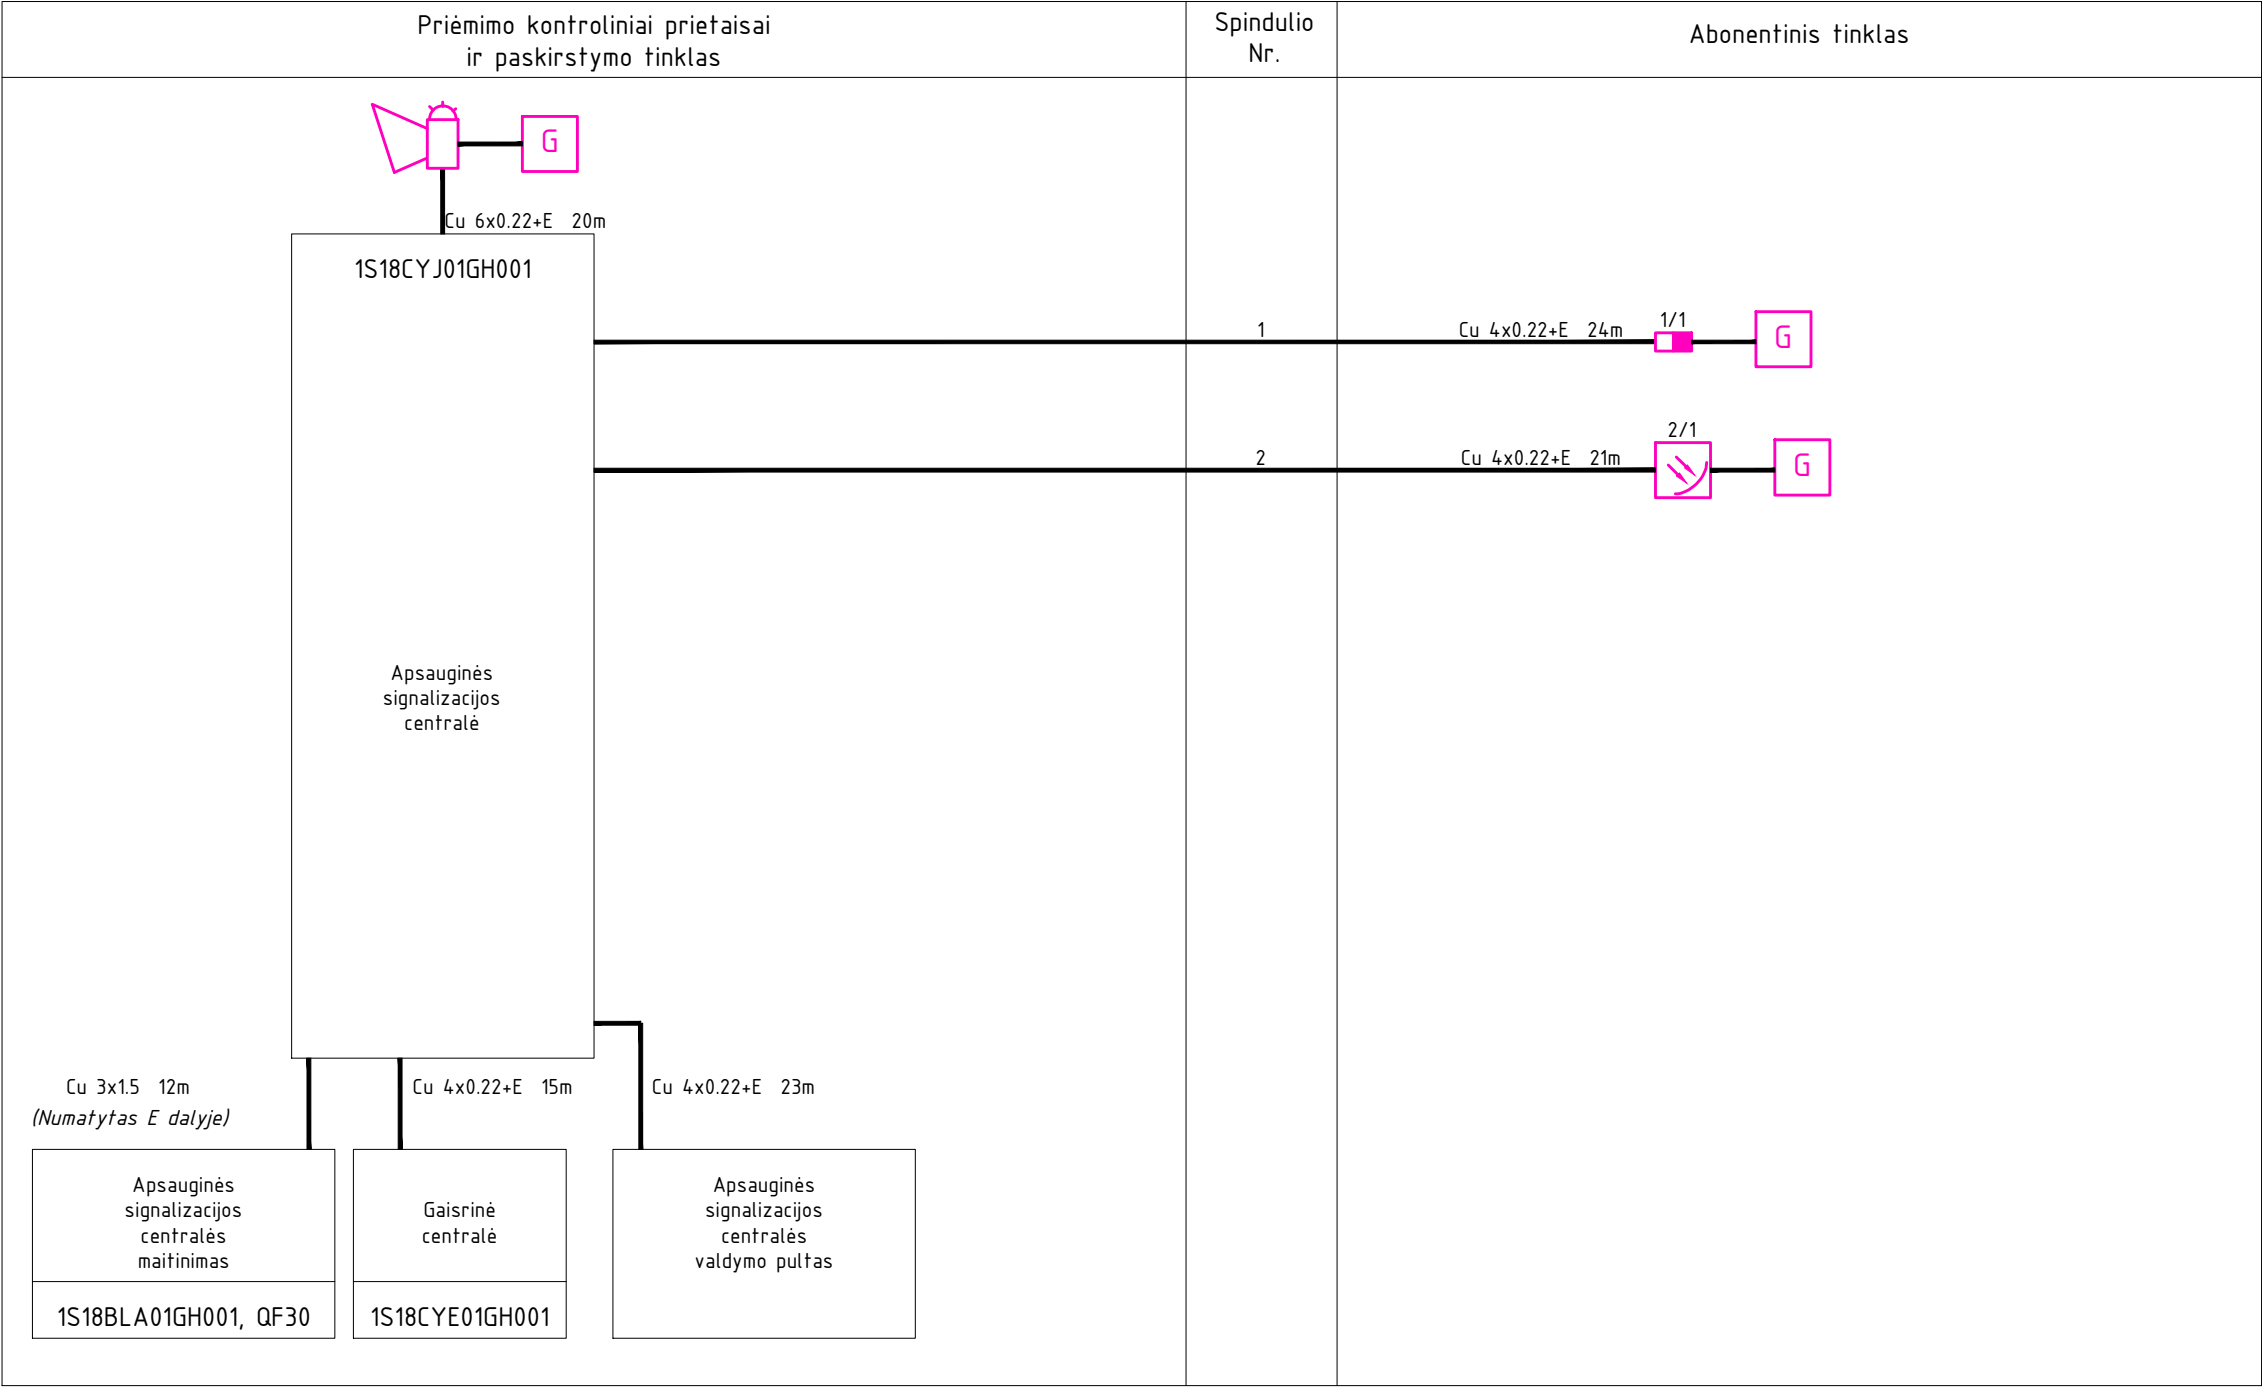 Priėmimo kontroliniai prietaisai
ir paskirstymo tinklas
Spindulio
Nr.
Abonentinis tinklas
G
Cu 6x0.22+E 20m
1S18CYJ01GH001
1
Cu 4x0.22+E 24m
1/1
G
2
Cu 4x0.22+E 21m
2/1
G
Apsauginės
signalizacijos
centralė
Cu 3x1.5 12m
(Numatytas E dalyje)
Cu 4x0.22+E 15m
Cu 4x0.22+E 23m
Apsauginės
signalizacijos
centralės
maitinimas
1S18BLA01GH001, QF30
Gaisrinė
centralė
1S18CYE01GH001
Apsauginės
signalizacijos
centralės
valdymo pultas